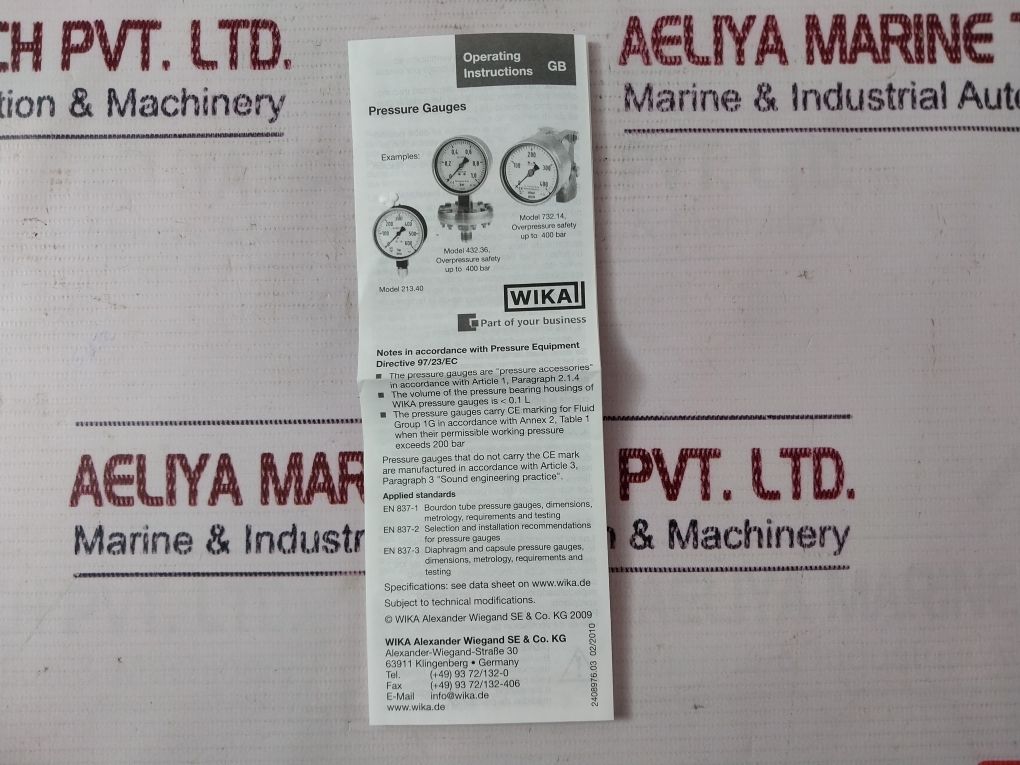 CH PVT. LTD.
tion & Machinery
AELIYA MARINE T
Marine & Industrial Auto
Operating
Instructions GB
Pressure Gauges
Examples:
Model 732.14,
Overpressure safety
up to 400 bar
Model 432.36,
Overpressure safety
up to 400 bar
Model 213.40
WIKA
Part of your business
Notes in accordance with Pressure Equipment
Directive 97/23/EC
■ The pressure gauges are "pressure accessories"
in accordance with Article 1, Paragraph 2.1.4
■ The volume of the pressure bearing housings of
WIKA pressure gauges is < 0.1 L
■ The pressure gauges carry CE marking for Fluid
Group 1G in accordance with Annex 2, Table 1
when their permissible working pressure
exceeds 200 bar
Pressure gauges that do not carry the CE mark
are manufactured in accordance with Article 3,
Paragraph 3 "Sound engineering practice".
Applied standards
EN 837-1 Bourdon tube pressure gauges, dimensions,
metrology, requirements and testing
EN 837-2 Selection and installation recommendations
for pressure gauges
EN 837-3 Diaphragm and capsule pressure gauges,
dimensions, metrology, requirements and
testing
Specifications: see data sheet on www.wika.de
Subject to technical modifications.
© WIKA Alexander Wiegand SE & Co. KG 2009
WIKA Alexander Wiegand SE & Co. KG
Alexander-Wiegand-Straße 30
63911 Klingenberg • Germany
Tel. (+49) 93 72/132-0
Fax (+49) 93 72/132-406
E-Mail info@wika.de
www.wika.de
2408976.03 02/2010
AELIYA MAR
PVT. LTD.
Marine & Industr
n & Machinery